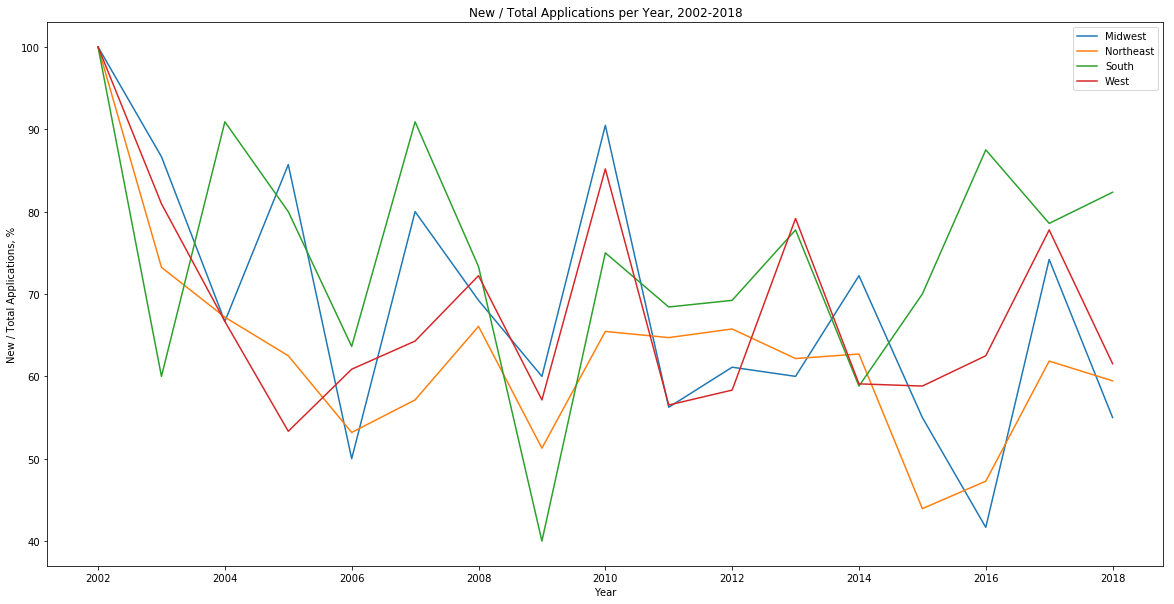 New / Total Applications per Year, 2002-2018
Midwest
Northeast
South
West
New / Total Applications, %
100
90
80
70
60
50
40
2002
2004
2006
2008
2010
2012
2014
2016
2018
Year